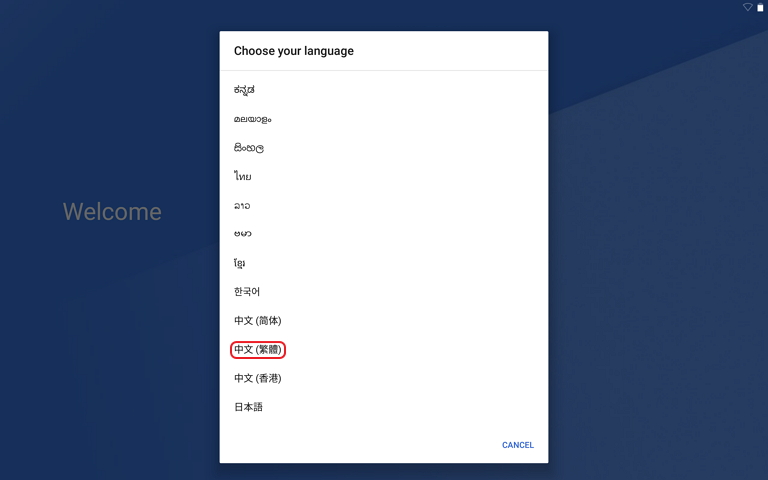 Choose your language
ಕನ್ನಡ
മലയാളം
සිංහල
ไทย
ລາວ
ဗမာ
ខ្មែរ
한국어
中文 (简体)
中文 (繁體)
中文 (香港)
日本語
Welcome
CANCEL